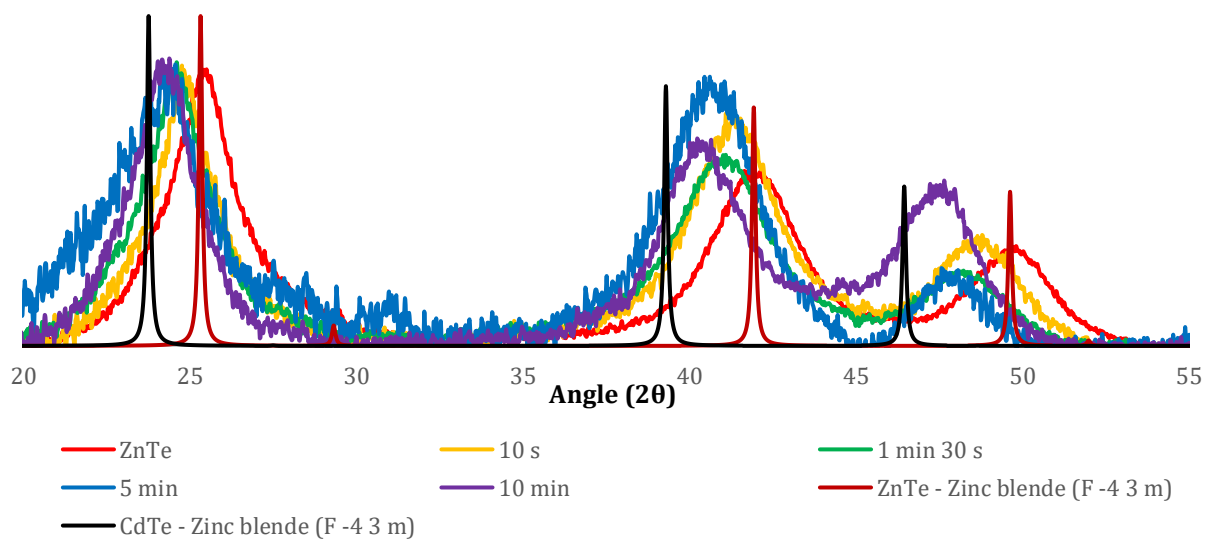 20 25 30 35 40 45 50 55
Angle (2θ)
ZnTe 10 s 1 min 30 s
5 min 10 min ZnTe - Zinc blende (F -4 3 m)
CdTe - Zinc blende (F -4 3 m)